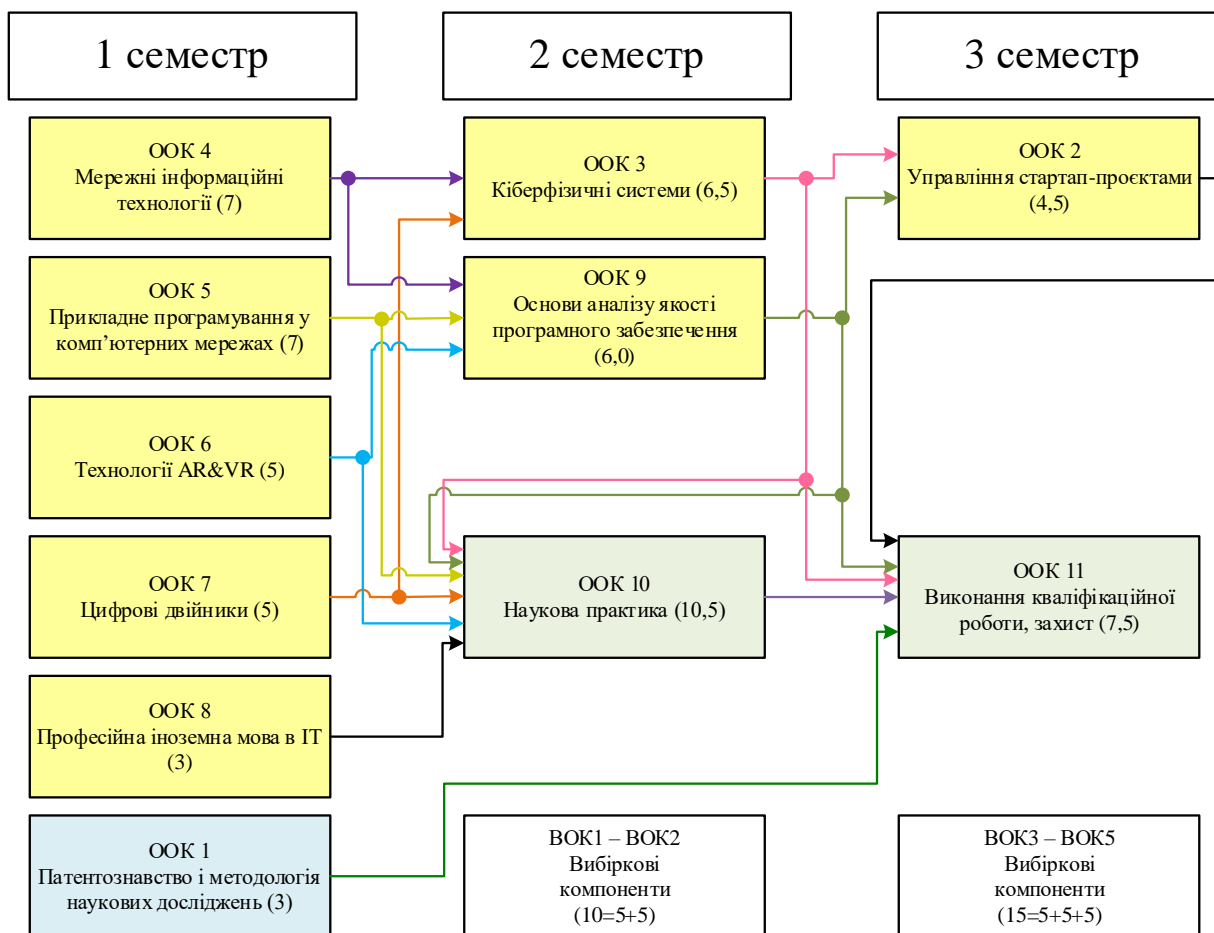 1 семестр
2 семестр
3 семестр
ООК 4
Мережні інформаційні
технології (7)
ООК 3
Кіберфізичні системи (6,5)
ООК 2
Управління стартап-проєктами
(4,5)
ООК 5
Прикладне програмування у
комп’ютерних мережах (7)
ООК 9
Основи аналізу якості
програмного забезпечення
(6,0)
ООК 6
Технології AR&VR (5)
ООК 7
Цифрові двійники (5)
ООК 10
Наукова практика (10,5)
ООК 11
Виконання кваліфікаційної
роботи, захист (7,5)
ООК 8
Професійна іноземна мова в ІТ
(3)
ООК 1
Патентознавство і методологія
наукових досліджень (3)
ВОК1 – ВОК2
Вибіркові
компоненти
(10=5+5)
ВОК3 – ВОК5
Вибіркові
компоненти
(15=5+5+5)